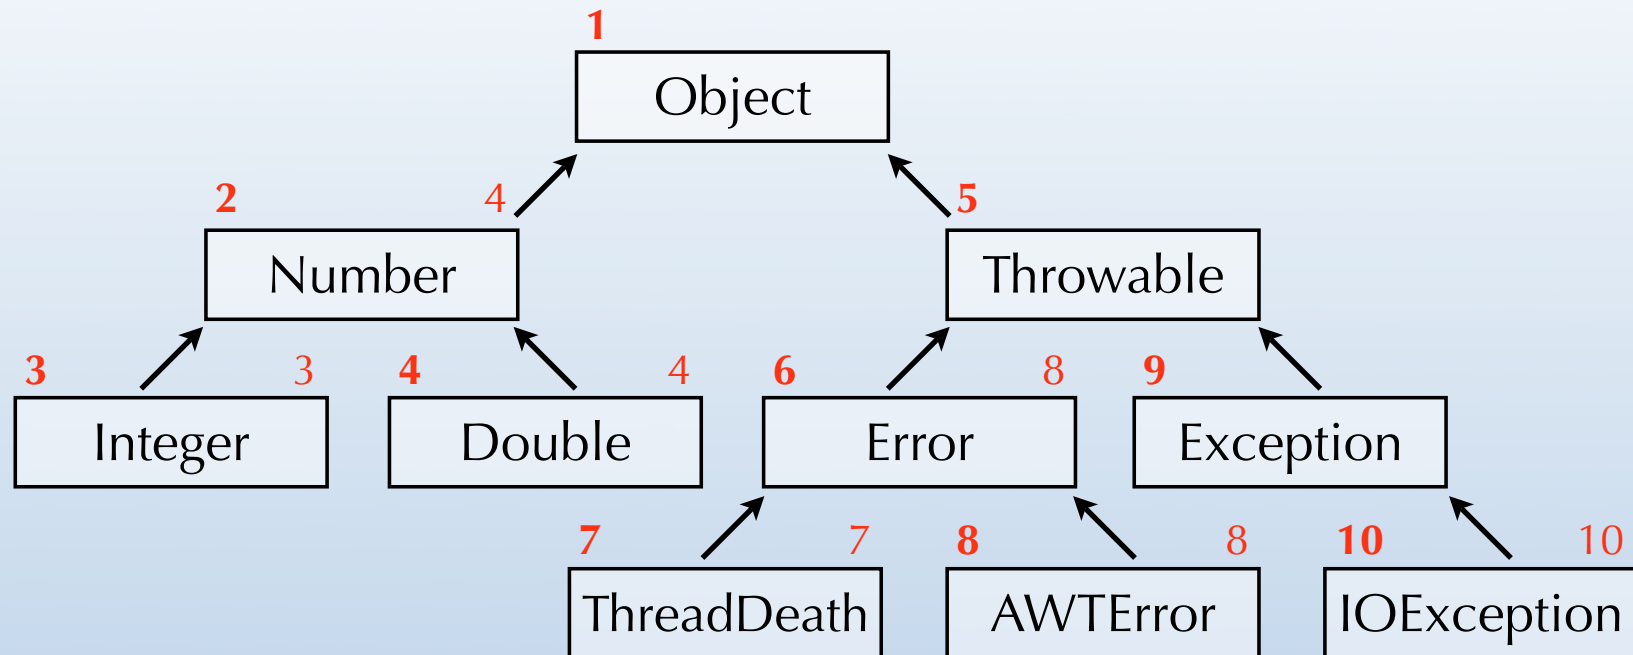 1
Object
2 4 5
Number Throwable
3 3 4 4 6 8 9
Integer Double Error Exception
7 7 8 8 10 10
ThreadDeath AWTError IOException